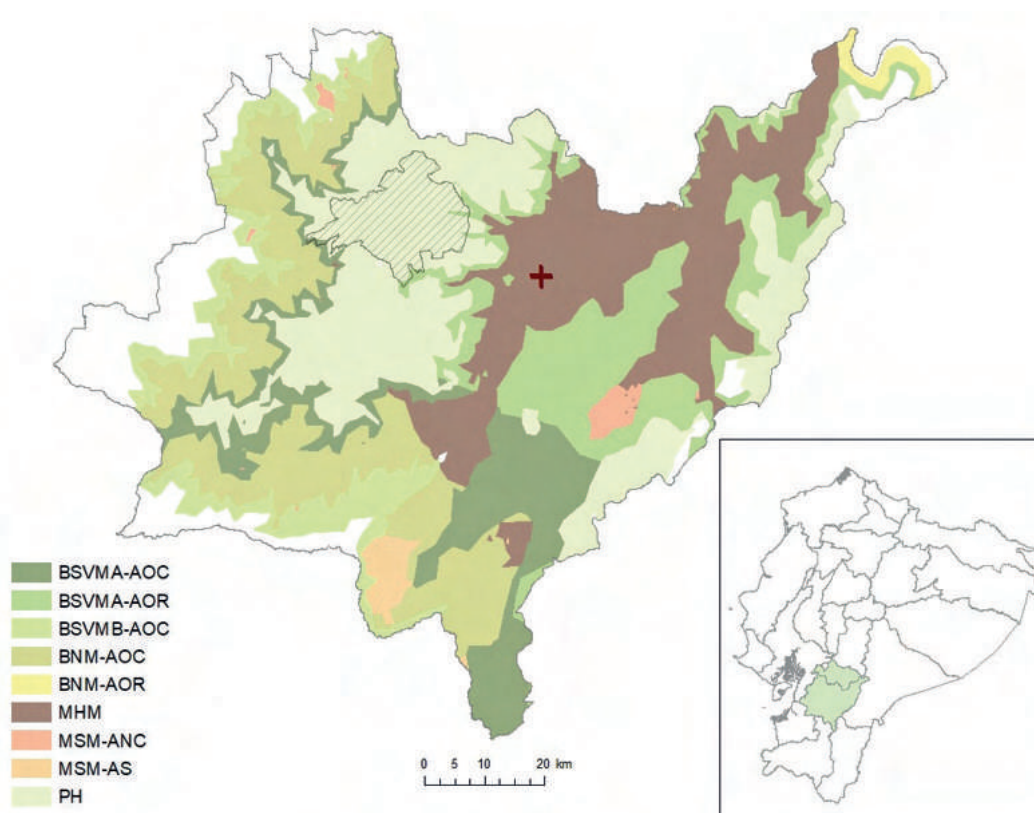 BSVMA-AOC
BSVMA-AOR
BSVMB-AOC
BNM-AOC
BNM-AOR
MHM
MSM-ANC
MSM-AS
PH
0 5 10 20 km